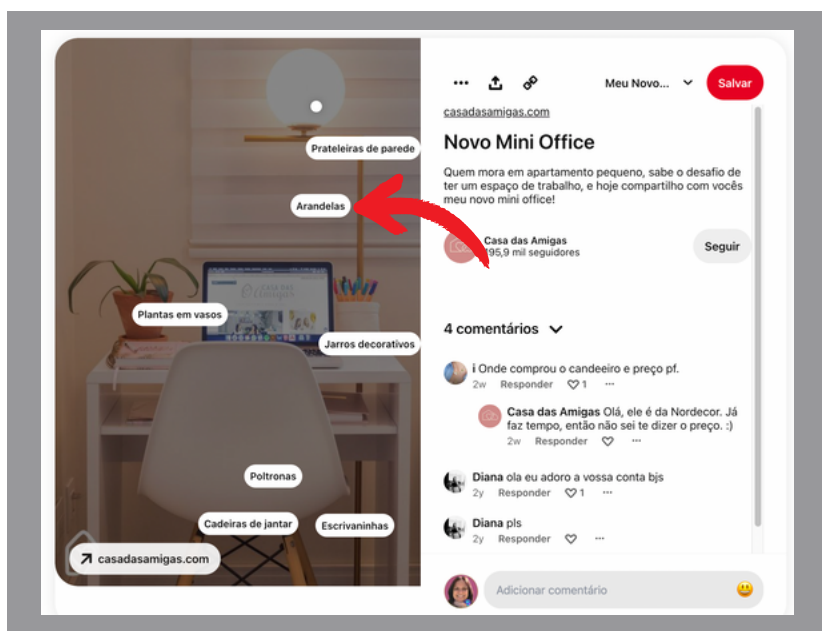 Prateleiras de parede
Arandelas
Plantas em vasos
Jarros decorativos
Poltronas
Cadeiras de jantar
Escrivaninhas
casadasamigas.com
Meu Novo...
Salvar
casadasamigas.com
Novo Mini Office
Quem mora em apartamento pequeno, sabe o desafio de
ter um espaço de trabalho, e hoje compartilho com vocês
meu novo mini office!
Casa das Amigas
195,9 mil seguidores
Seguir
4 comentários
i Onde comprou o candeeiro e preço pf.
2w Responder 1 ...
Casa das Amigas Olá, ele é da Nordecor. Já
faz tempo, então não sei te dizer o preço. :)
2w Responder ...
Diana ola eu adoro a vossa conta bjs
2y Responder 1 ...
Diana pls
2y Responder ...
Adicionar comentário